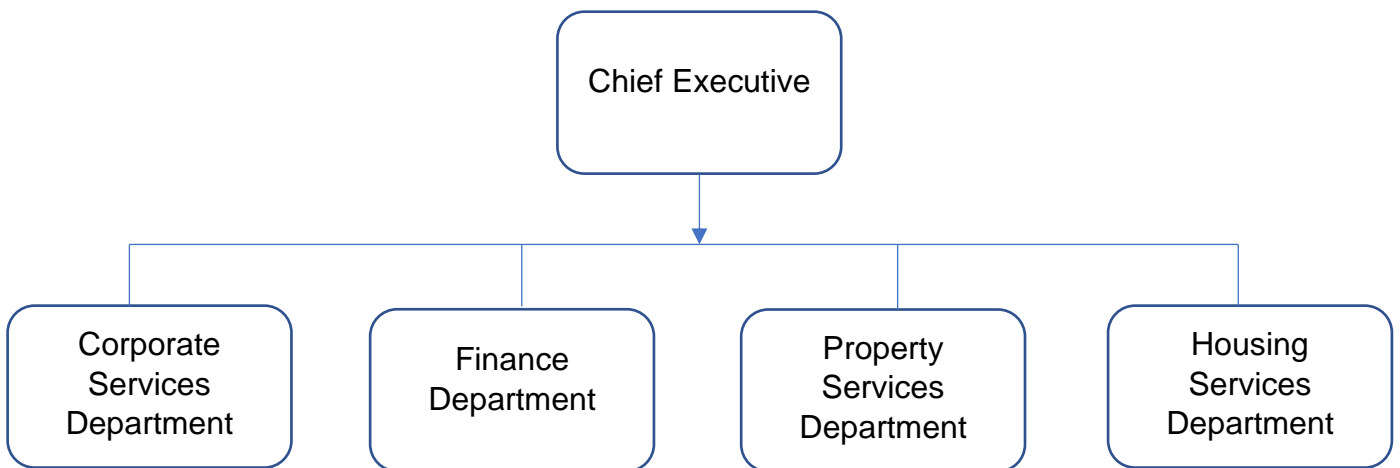 Chief Executive
Corporate
Services
Department
Finance
Department
Property
Services
Department
Housing
Services
Department